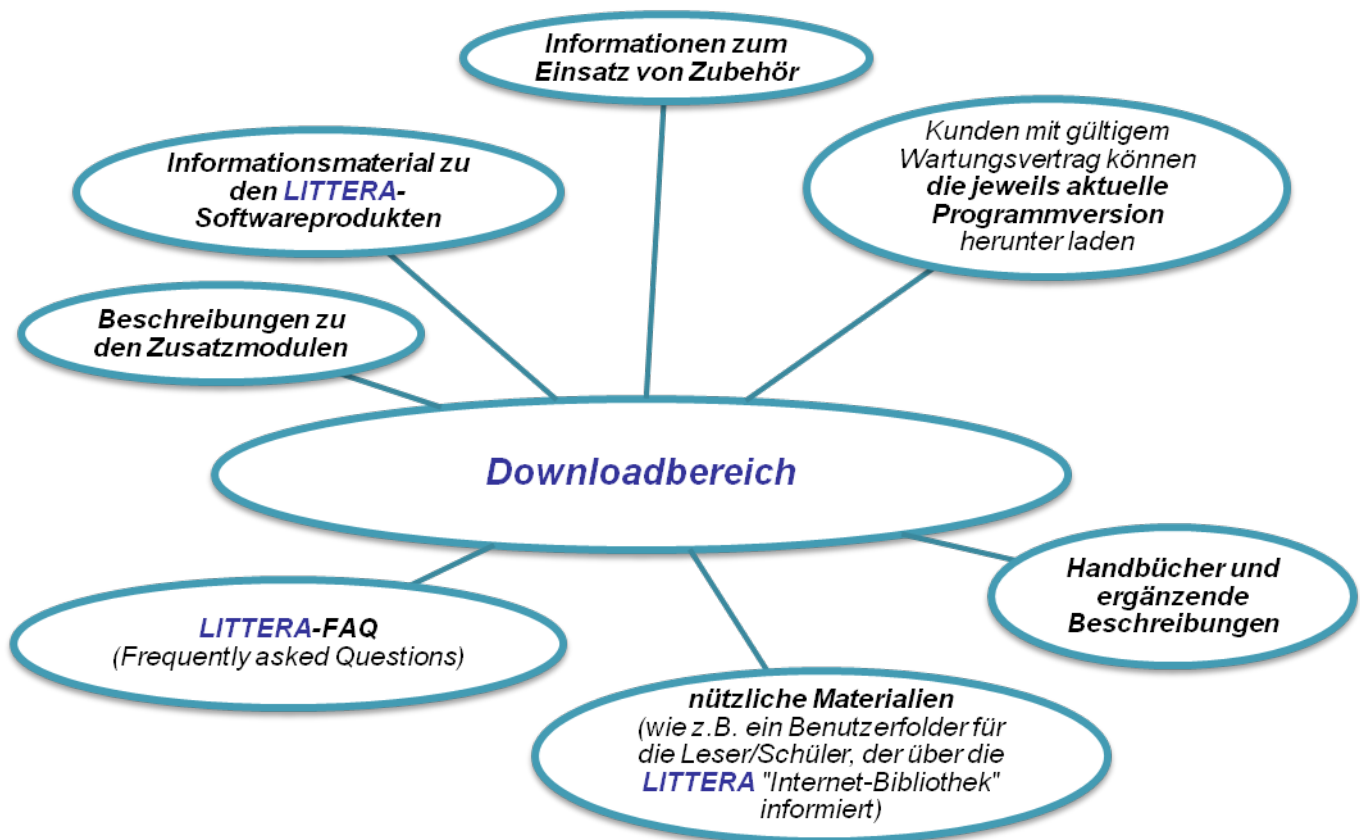 Informationen zum
Einsatz von Zubehör
Informationsmaterial zu
den LITTERA-
Softwareprodukten
Kunden mit gültigem
Wartungsvertrag können
die jeweils aktuelle
Programmversion
herunter laden
Beschreibungen zu
den Zusatzmodulen
Downloadbereich
Handbücher und
ergänzende
Beschreibungen
LITTERA-FAQ
(Frequently asked Questions)
nützliche Materialien
(wie z.B. ein Benutzerfolder für
die Leser/Schüler, der über die
LITTERA "Internet-Bibliothek"
informiert)